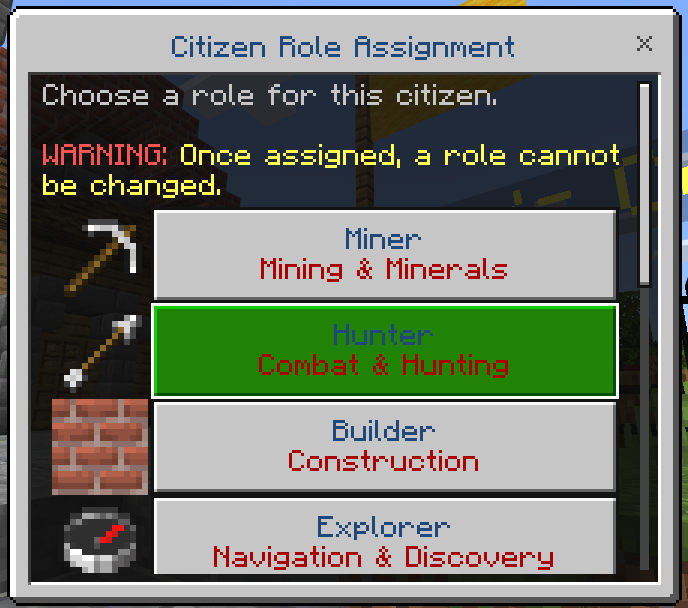 Citizen Role Assignment
Choose a role for this citizen.
WARNING: Once assigned, a role cannot
be changed.
Miner
Mining & Minerals
Hunter
Combat & Hunting
Builder
Construction
Explorer
Navigation & Discovery